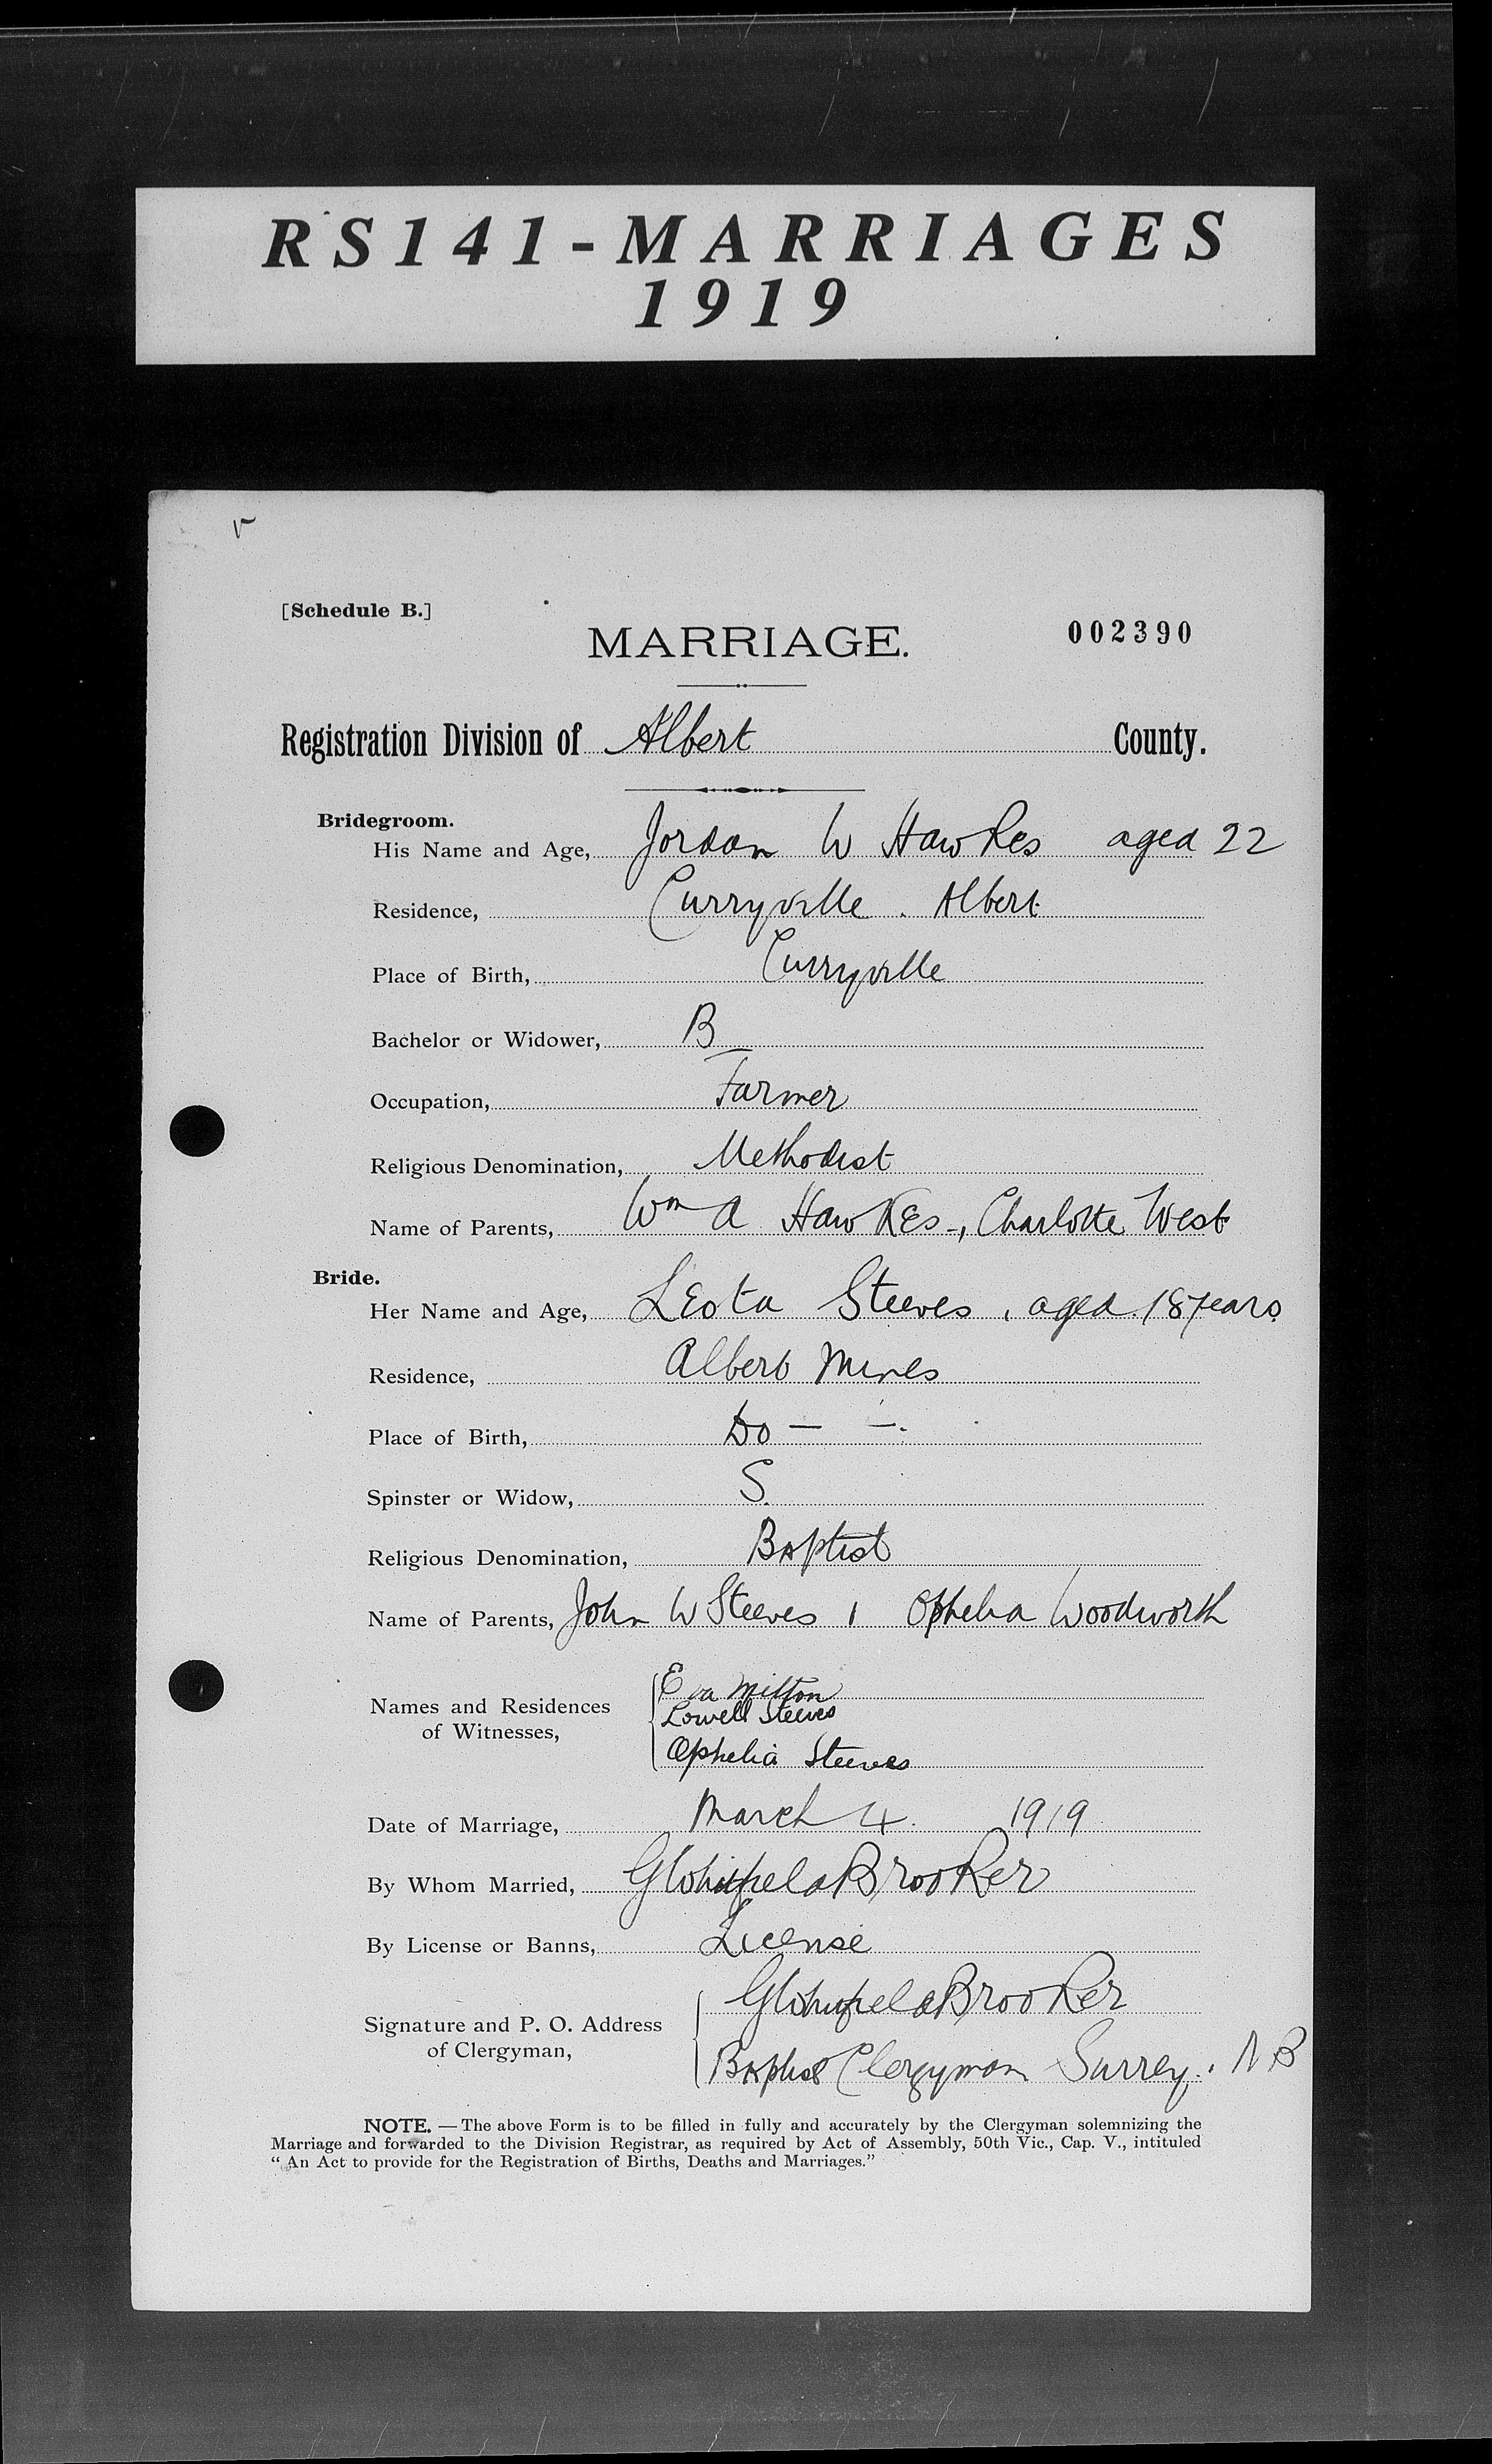 RS141-MARRIAGES
1919
[Schedule B.]
MARRIAGE.
002390
Registration Division of Albert County.
Bridegroom.
His Name and Age, Jordan W Hawkes aged 22
Residence, Curryville . Albert
Place of Birth, Curryville
Bachelor or Widower, B
Occupation, Farmer
Religious Denomination, Methodist
Name of Parents, Wm A Hawkes -, Charlotte West
Bride.
Her Name and Age, Leota Steeves , aged 18 years
Residence, Albert Mines
Place of Birth, Do — —.
Spinster or Widow, S.
Religious Denomination, Baptist
Name of Parents, John W Steeves , Ophelia Woodworth
Eva Mitton
Names and Residences
Lowell Steeves
of Witnesses,
Ophelia Steeves
Date of Marriage, March 4. 1919
By Whom Married, Brooker
By License or Banns, License
Brooker
Signature and P. O. Address
of Clergyman,
Baptist Clergyman Surrey. NB
NOTE. — The above Form is to be filled in fully and accurately by the Clergyman solemnizing the
Marriage and forwarded to the Division Registrar, as required by Act of Assembly, 50th Vic., Cap. V., intituled
“ An Act to provide for the Registration of Births, Deaths and Marriages.”